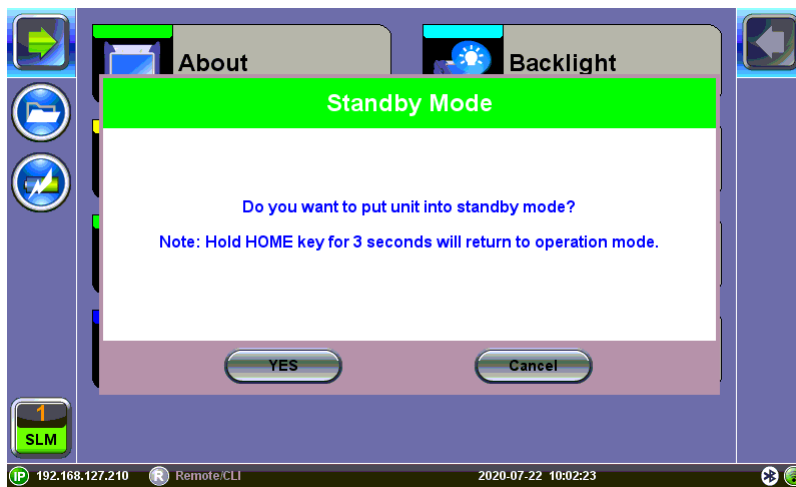 About
Backlight
Standby Mode
Do you want to put unit into standby mode?
Note: Hold HOME key for 3 seconds will return to operation mode.
YES
Cancel
1
SLM
IP 192.168.127.210 R Remote/CLI 2020-07-22 10:02:23